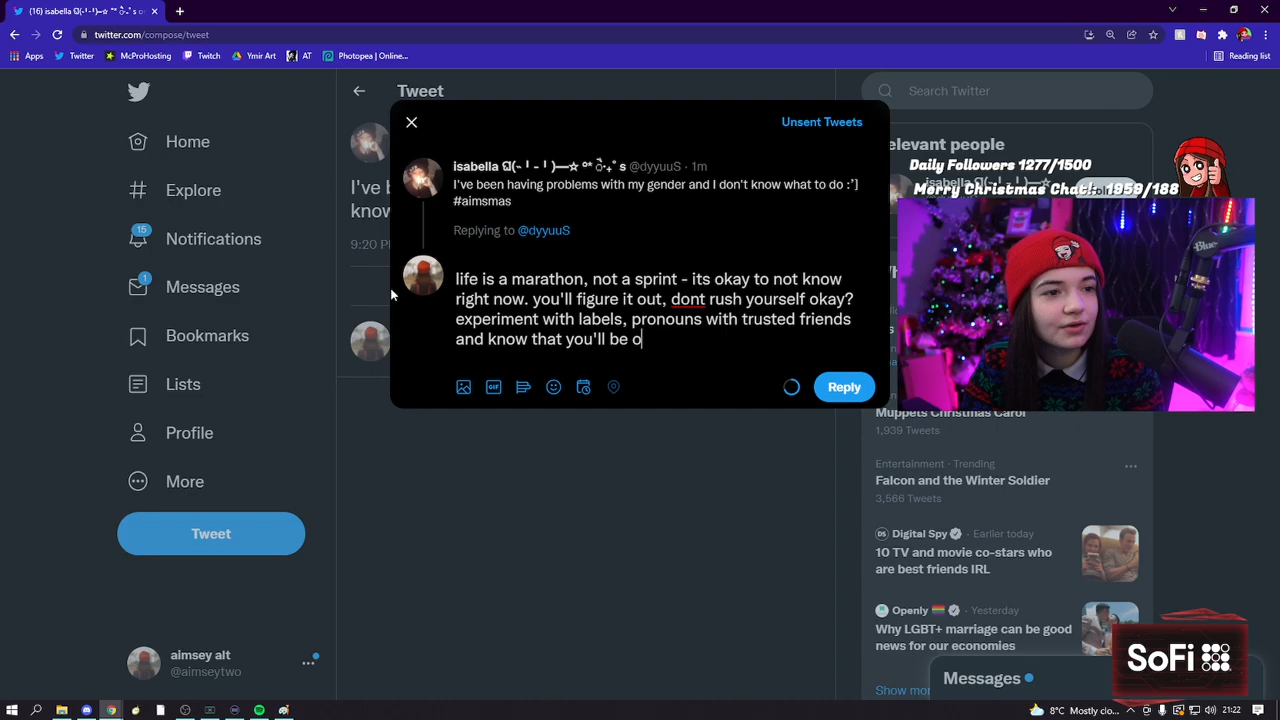 (16) isabella
twitter.com/compose/tweet
Apps
Twitter
McProHosting
Twitch
Ymir Art
AT
Photopea | Online...
Reading list
Home
Explore
15
Notifications
1
Messages
Bookmarks
Lists
Profile
More
Tweet
aimsey alt
@aimseytwo
Tweet
I've b
know
9:20 P
Unsent Tweets
isabella
s @dyyuuS · 1m
I've been having problems with my gender and I don't know what to do :']
#aimsmas
Replying to @dyyuuS
life is a marathon, not a sprint - its okay to not know
right now. you'll figure it out, dont rush yourself okay?
experiment with labels, pronouns with trusted friends
and know that you'll be o
GIF
Reply
Search Twitter
elevant people
Daily Followers 1277/1500
Merry Christmas Chat!: 1959/188
Blue
Muppets Christmas Carol
1,939 Tweets
Entertainment · Trending
Falcon and the Winter Soldier
3,566 Tweets
DS Digital Spy · Earlier today
10 TV and movie co-stars who
are best friends IRL
Openly · Yesterday
Why LGBT+ marriage can be good
news for our economies
Show mor
Messages
SoFi
8°C Mostly clo...
21:22